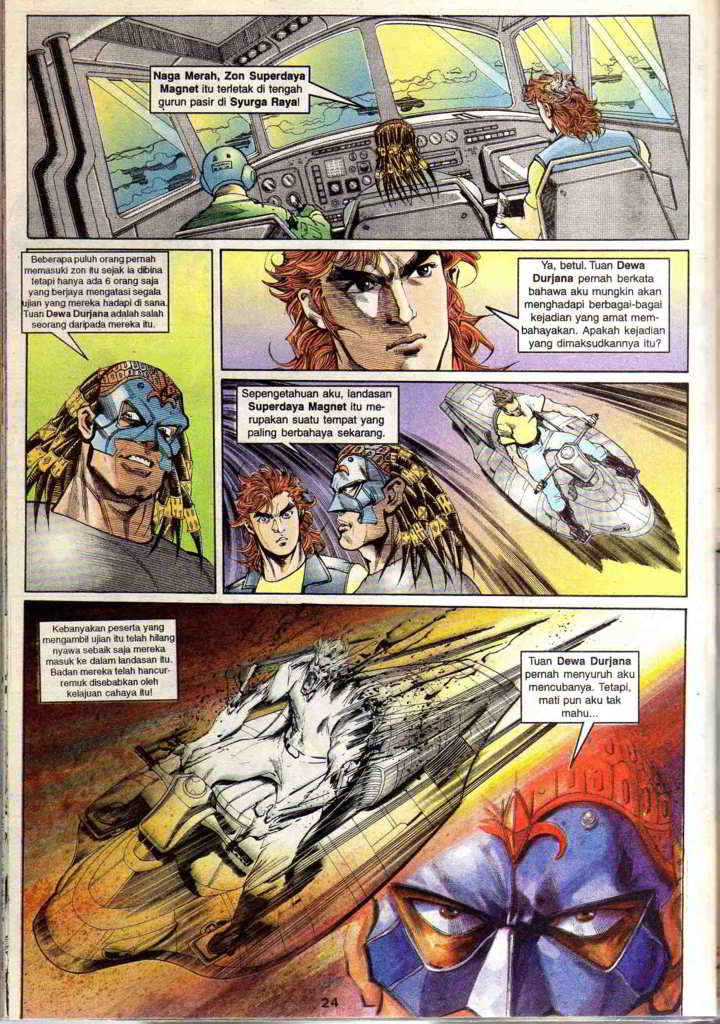 Naga Merah, Zon Superdaya
Magnet itu terletak di tengah
gurun pasir di Syurga Raya!
Beberapa puluh orang pernah
memasuki zon itu sejak ia dibina
tetapi hanya ada 6 orang saja
yang berjaya mengatasi segala
ujian yang mereka hadapi di sana.
Tuan Dewa Durjana adalah salah
seorang daripada mereka itu.
Ya, betul. Tuan Dewa
Durjana pernah berkata
bahawa aku mungkin akan
menghadapi berbagai-bagai
kejadian yang amat mem-
bahayakan. Apakah kejadian
yang dimaksudkannya itu?
Sepengetahuan aku, landasan
Superdaya Magnet itu me-
rupakan suatu tempat yang
paling berbahaya sekarang.
Kebanyakan peserta yang
mengambil ujian itu telah hilang
nyawa sebaik saja mereka
masuk ke dalam landasan itu.
Badan mereka telah hancur-
remuk disebabkan oleh
kelajuan cahaya itu!
Tuan Dewa Durjana
pernah menyuruh aku
mencubanya. Tetapi,
mati pun aku tak
mahu...
24